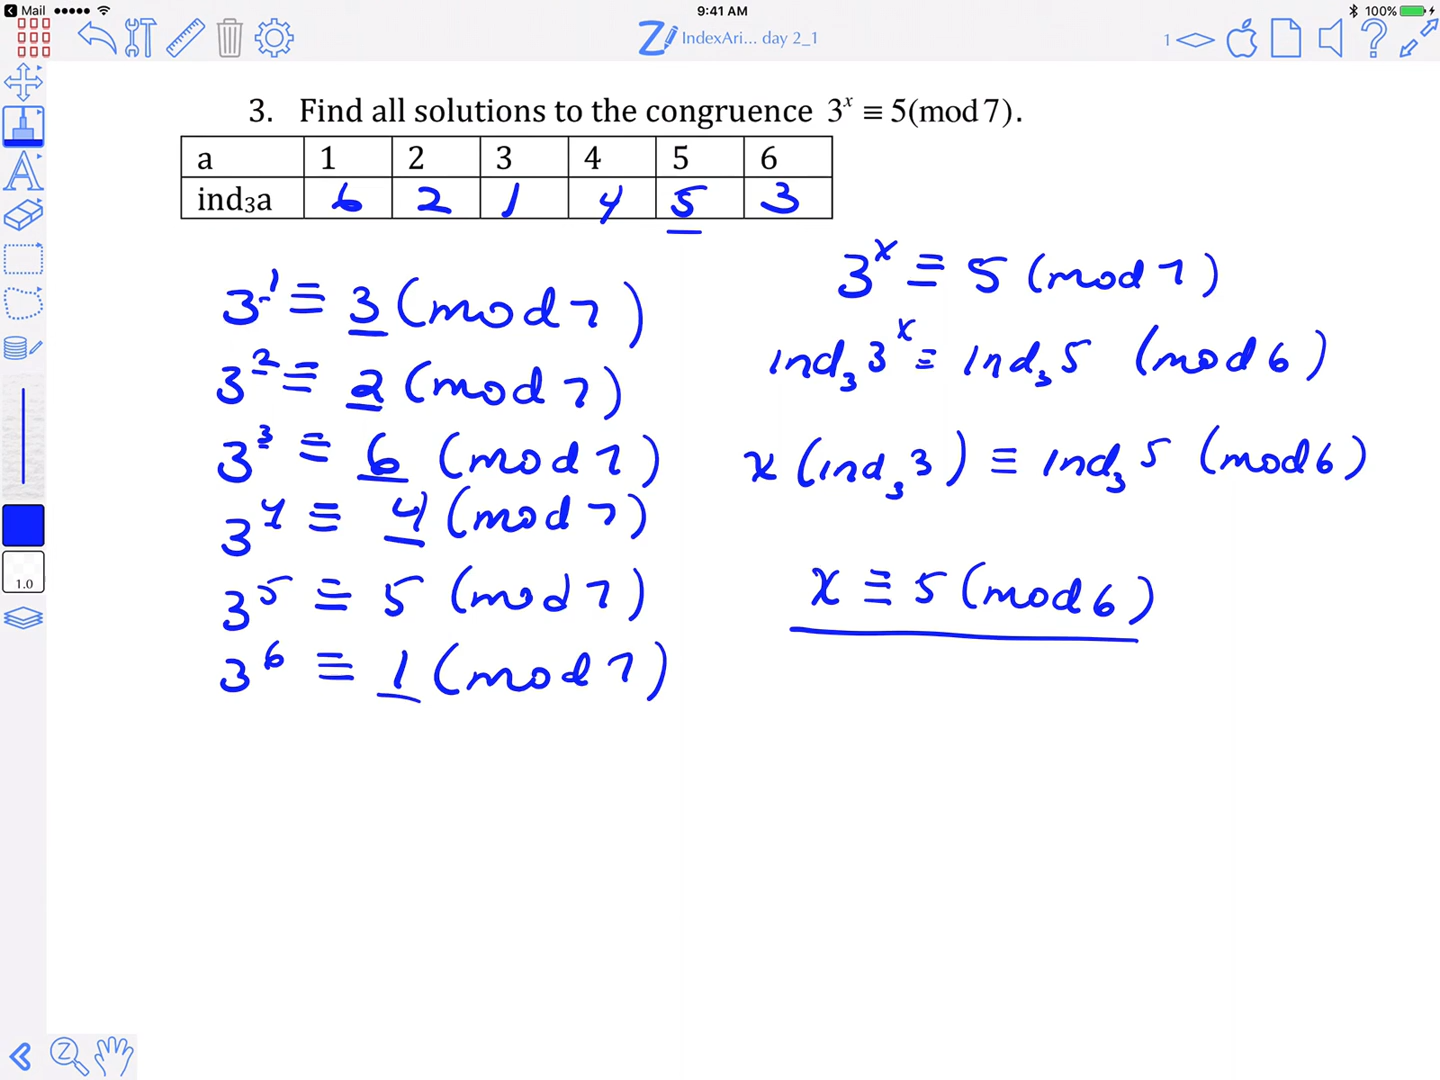 Mail 9:41 AM 100%
IndexAri... day 2_1 1
3. Find all solutions to the congruence 3^x ≡ 5(mod 7).
a 1 2 3 4 5 6
ind₃a 6 2 1 4 5 3
3^1 ≡ 3 (mod 7)
3^2 ≡ 2 (mod 7)
3^3 ≡ 6 (mod 7)
3^4 ≡ 4 (mod 7)
3^5 ≡ 5 (mod 7)
3^6 ≡ 1 (mod 7)
3^x ≡ 5 (mod 7)
ind₃ 3^x ≡ ind₃ 5 (mod 6)
x (ind₃ 3) ≡ ind₃ 5 (mod 6)
x ≡ 5 (mod 6)
1.0